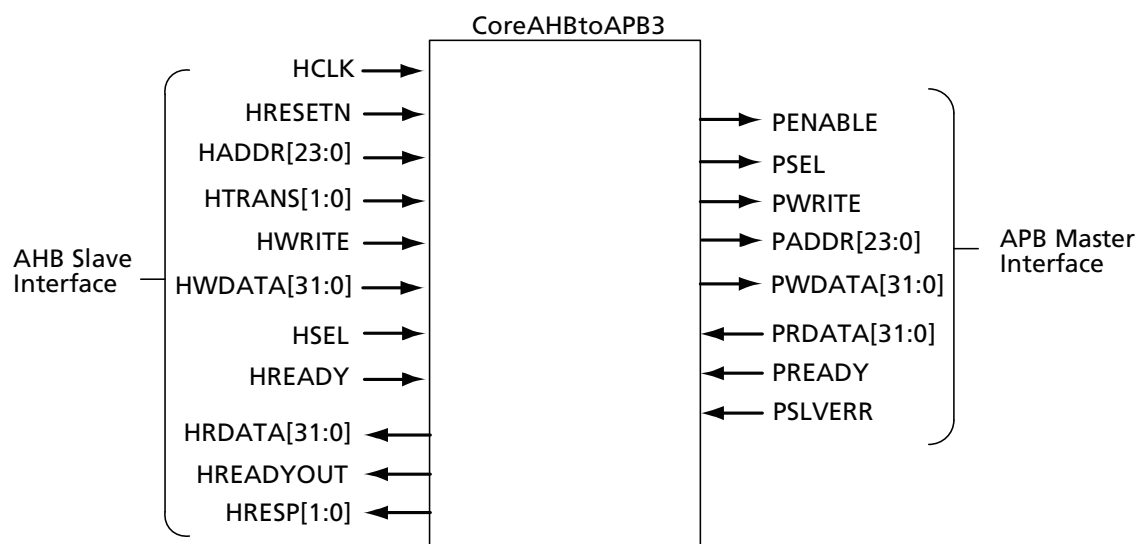 CoreAHBtoAPB3
HCLK
HRESETN
HADDR[23:0]
HTRANS[1:0]
HWRITE
HWDATA[31:0]
HSEL
HREADY
HRDATA[31:0]
HREADYOUT
HRESP[1:0]
AHB Slave
Interface
PENABLE
PSEL
PWRITE
PADDR[23:0]
PWDATA[31:0]
PRDATA[31:0]
PREADY
PSLVERR
APB Master
Interface